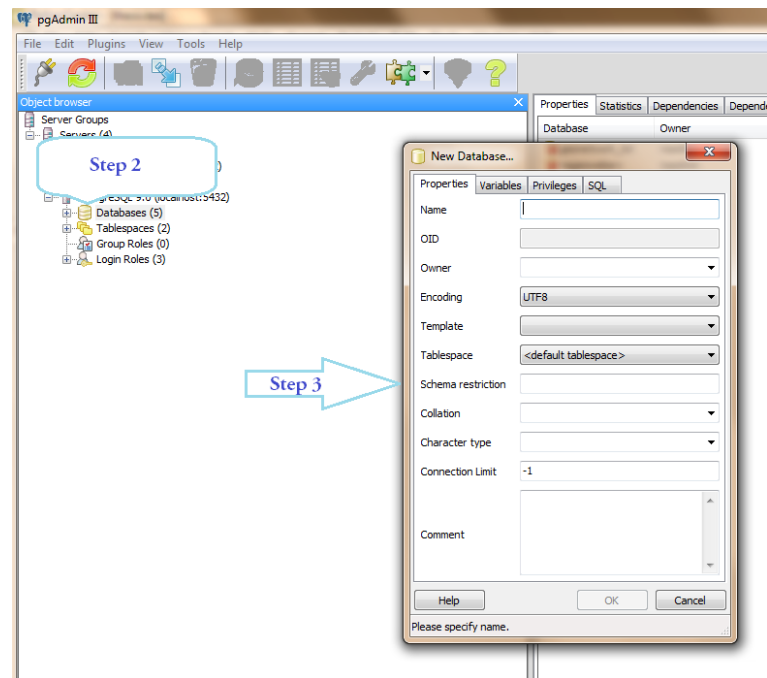 pgAdmin III
File Edit Plugins View Tools Help
Object browser
Server Groups
Servers (4)
Step 2
(localhost:5432)
Databases (5)
Tablespaces (2)
Group Roles (0)
Login Roles (3)
Properties Statistics Dependencies Depende
Database Owner
New Database...
Properties Variables Privileges SQL
Name
OID
Owner
Encoding UTF8
Template
Tablespace <default tablespace>
Step 3
Schema restriction
Collation
Character type
Connection Limit -1
Comment
Help OK Cancel
Please specify name.